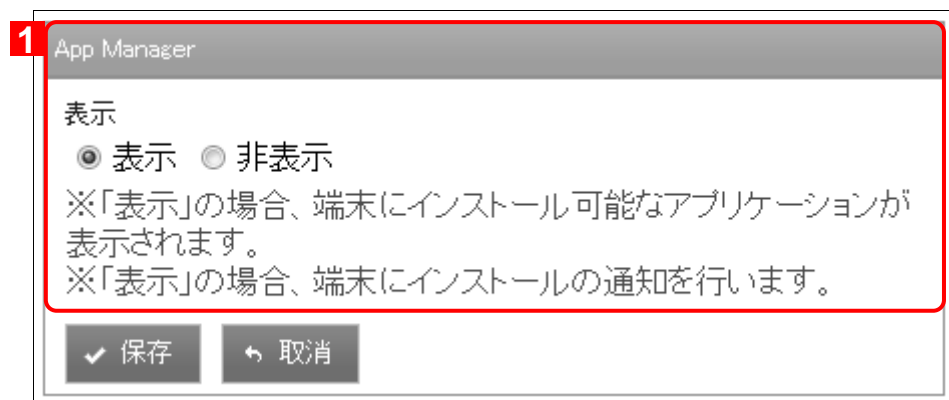 1
App Manager
表示
表示 非表示
※「表示」の場合、端末にインストール可能なアプリケーションが
表示されます。
※「表示」の場合、端末にインストールの通知を行います。
保存 取消